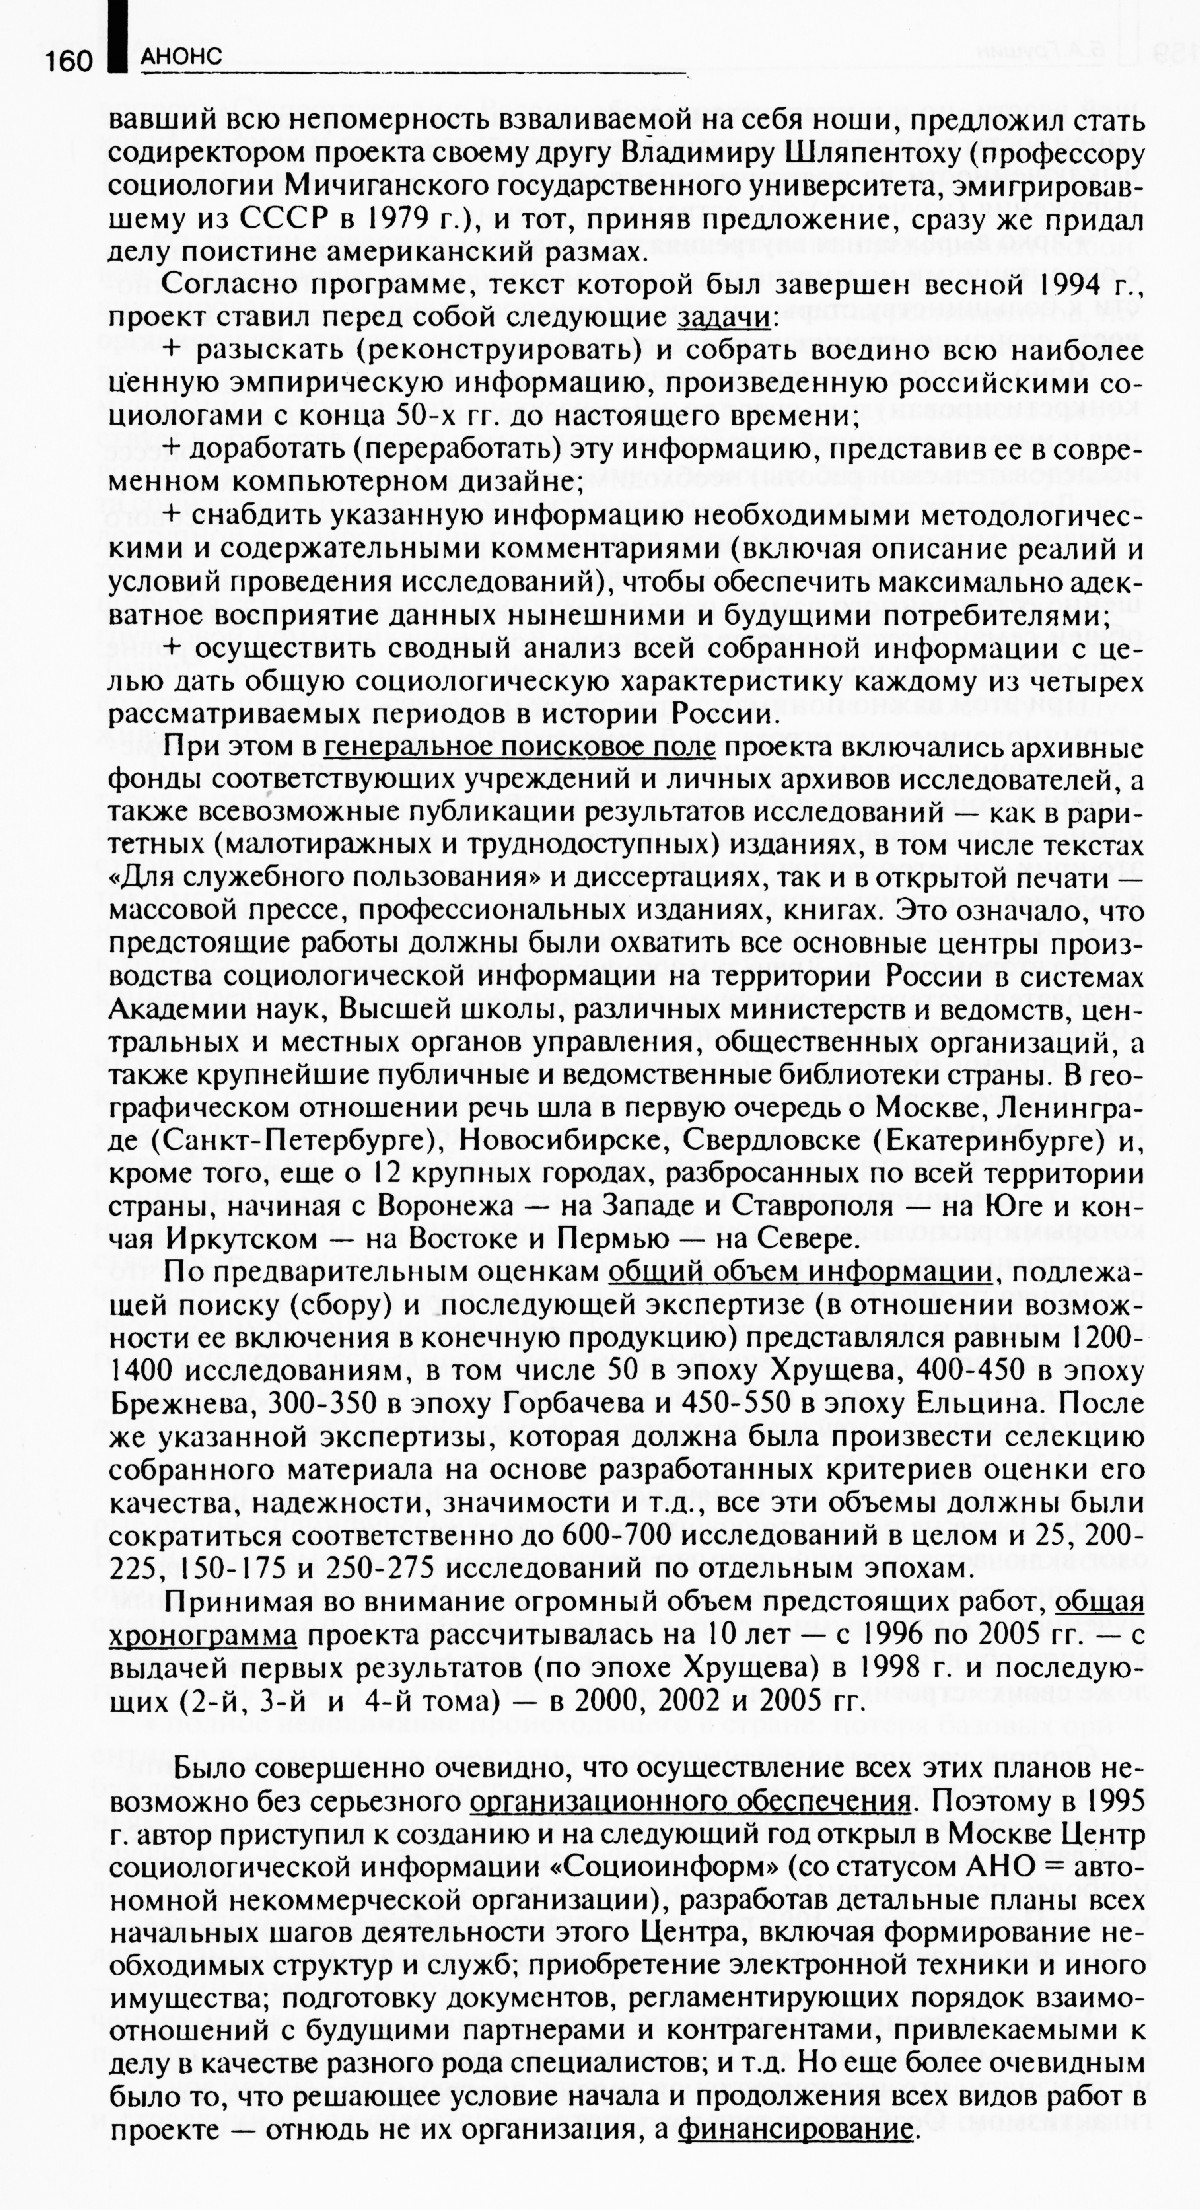 160 АНОНС
вавший всю непомерность взваливаемой на себя ноши, предложил стать
содиректором проекта своему другу Владимиру Шляпентоху (профессору
социологии Мичиганского государственного университета, эмигрировав-
шему из СССР в 1979 г.), и тот, приняв предложение, сразу же придал
делу поистине американский размах.
Согласно программе, текст которой был завершен весной 1994 г.,
проект ставил перед собой следующие задачи:
+ разыскать (реконструировать) и собрать воедино всю наиболее
ценную эмпирическую информацию, произведенную российскими со-
циологами с конца 50-х гг. до настоящего времени;
+ доработать (переработать) эту информацию, представив ее в совре-
менном компьютерном дизайне;
+ снабдить указанную информацию необходимыми методологичес-
кими и содержательными комментариями (включая описание реалий и
условий проведения исследований), чтобы обеспечить максимально адек-
ватное восприятие данных нынешними и будущими потребителями;
+ осуществить сводный анализ всей собранной информации с це-
лью дать общую социологическую характеристику каждому из четырех
рассматриваемых периодов в истории России.
При этом в генеральное поисковое поле проекта включались архивные
фонды соответствующих учреждений и личных архивов исследователей, а
также всевозможные публикации результатов исследований — как в рари-
тетных (малотиражных и труднодоступных) изданиях, в том числе текстах
«Для служебного пользования» и диссертациях, так и в открытой печати —
массовой прессе, профессиональных изданиях, книгах. Это означало, что
предстоящие работы должны были охватить все основные центры произ-
водства социологической информации на территории России в системах
Академии наук, Высшей школы, различных министерств и ведомств, цен-
тральных и местных органов управления, общественных организаций, а
также крупнейшие публичные и ведомственные библиотеки страны. В гео-
графическом отношении речь шла в первую очередь о Москве, Ленингра-
де (Санкт-Петербурге), Новосибирске, Свердловске (Екатеринбурге) и,
кроме того, еще о 12 крупных городах, разбросанных по всей территории
страны, начиная с Воронежа — на Западе и Ставрополя — на Юге и кон-
чая Иркутском — на Востоке и Пермью — на Севере.
По предварительным оценкам общий объем информации, подлежа-
щей поиску (сбору) и последующей экспертизе (в отношении возмож-
ности ее включения в конечную продукцию) представлялся равным 1200-
1400 исследованиям, в том числе 50 в эпоху Хрущева, 400-450 в эпоху
Брежнева, 300-350 в эпоху Горбачева и 450-550 в эпоху Ельцина. После
же указанной экспертизы, которая должна была произвести селекцию
собранного материала на основе разработанных критериев оценки его
качества, надежности, значимости и т.д., все эти объемы должны были
сократиться соответственно до 600-700 исследований в целом и 25, 200-
225, 150-175 и 250-275 исследований по отдельным эпохам.
Принимая во внимание огромный объем предстоящих работ, общая
хронограмма проекта рассчитывалась на 10 лет — с 1996 по 2005 гг. — с
выдачей первых результатов (по эпохе Хрущева) в 1998 г. и последую-
щих (2-й, 3-й и 4-й тома) — в 2000, 2002 и 2005 гг.
Было совершенно очевидно, что осуществление всех этих планов не-
возможно без серьезного организационного обеспечения. Поэтому в 1995
г. автор приступил к созданию и на следующий год открыл в Москве Центр
социологической информации «Социоинформ» (со статусом АНО = авто-
номной некоммерческой организации), разработав детальные планы всех
начальных шагов деятельности этого Центра, включая формирование не-
обходимых структур и служб; приобретение электронной техники и иного
имущества; подготовку документов, регламентирующих порядок взаимо-
отношений с будущими партнерами и контрагентами, привлекаемыми к
делу в качестве разного рода специалистов; и т.д. Но еще более очевидным
было то, что решающее условие начала и продолжения всех видов работ в
проекте — отнюдь не их организация, а финансирование.